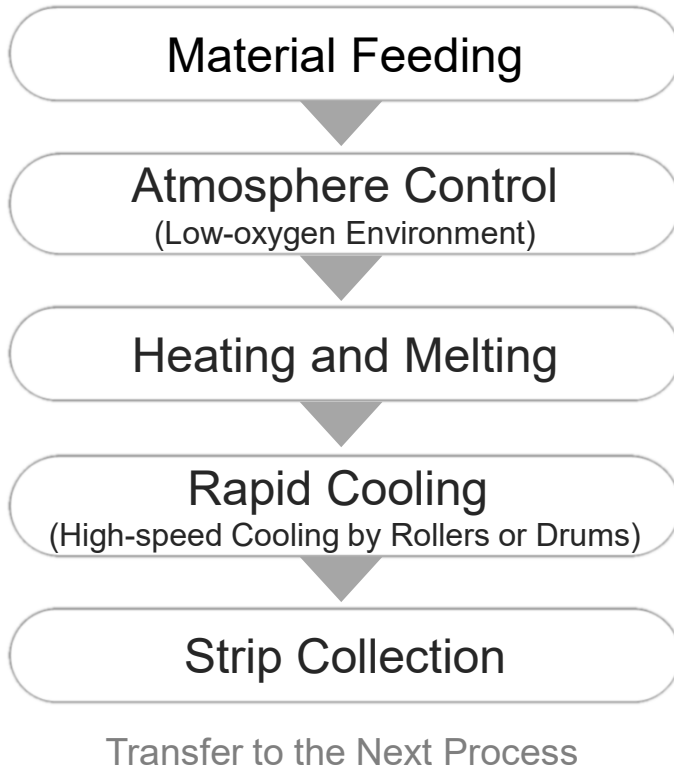 Material Feeding
Atmosphere Control
(Low-oxygen Environment)
Heating and Melting
Rapid Cooling
(High-speed Cooling by Rollers or Drums)
Strip Collection
Transfer to the Next Process